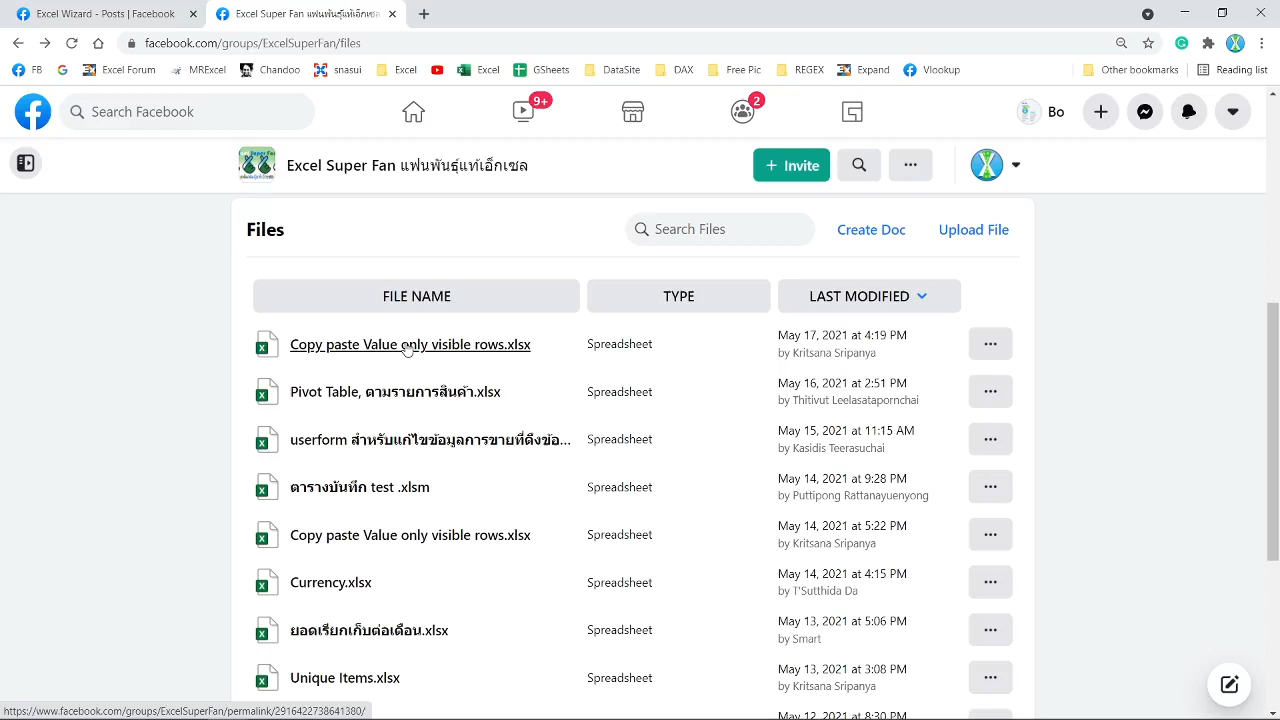 Excel Wizard - Posts | Facebook
Excel Super Fan แฟนพันธุ์แท้เอ็กเซล
facebook.com/groups/ExcelSuperFan/files
FB
Excel Forum
MRExcel
Chandoo
snasui
Excel
Excel
GSheets
DataSite
DAX
Free Pic
REGEX
Expand
Vlookup
Other bookmarks
Reading list
Search Facebook
9+
2
Bo
Excel Super Fan แฟนพันธุ์แท้เอ็กเซล
+ Invite
Files
Search Files
Create Doc
Upload File
FILE NAME
TYPE
LAST MODIFIED
Copy paste Value only visible rows.xlsx
Spreadsheet
May 17, 2021 at 4:19 PM
by Kritsana Sripanya
Pivot Table, ตามรายการสินค้า.xlsx
Spreadsheet
May 16, 2021 at 2:51 PM
by Thitivut Leelasatapornchai
userform สำหรับแก้ไขข้อมูลการขายที่ดึงข้อ...
Spreadsheet
May 15, 2021 at 11:15 AM
by Kasidis Teerasuchai
ตารางบันทึก test .xlsm
Spreadsheet
May 14, 2021 at 9:28 PM
by Puttipong Rattanayuenyong
Copy paste Value only visible rows.xlsx
Spreadsheet
May 14, 2021 at 5:22 PM
by Kritsana Sripanya
Currency.xlsx
Spreadsheet
May 14, 2021 at 4:15 PM
by T'Sutthida Da
ยอดเรียกเก็บต่อเดือน.xlsx
Spreadsheet
May 13, 2021 at 5:06 PM
by Smart
Unique Items.xlsx
Spreadsheet
May 13, 2021 at 3:08 PM
by Kritsana Sripanya
May 12, 2021 at 8:30 PM
https://www.facebook.com/groups/ExcelSuperFan/permalink/2916422738641380/